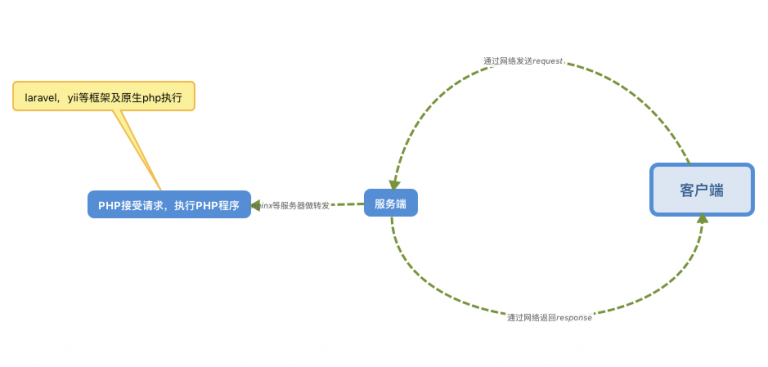 通过网络发送request
laravel，yii等框架及原生php执行
客户端
PHP接受请求，执行PHP程序
inx等服务器做转发
服务端
通过网络返回response